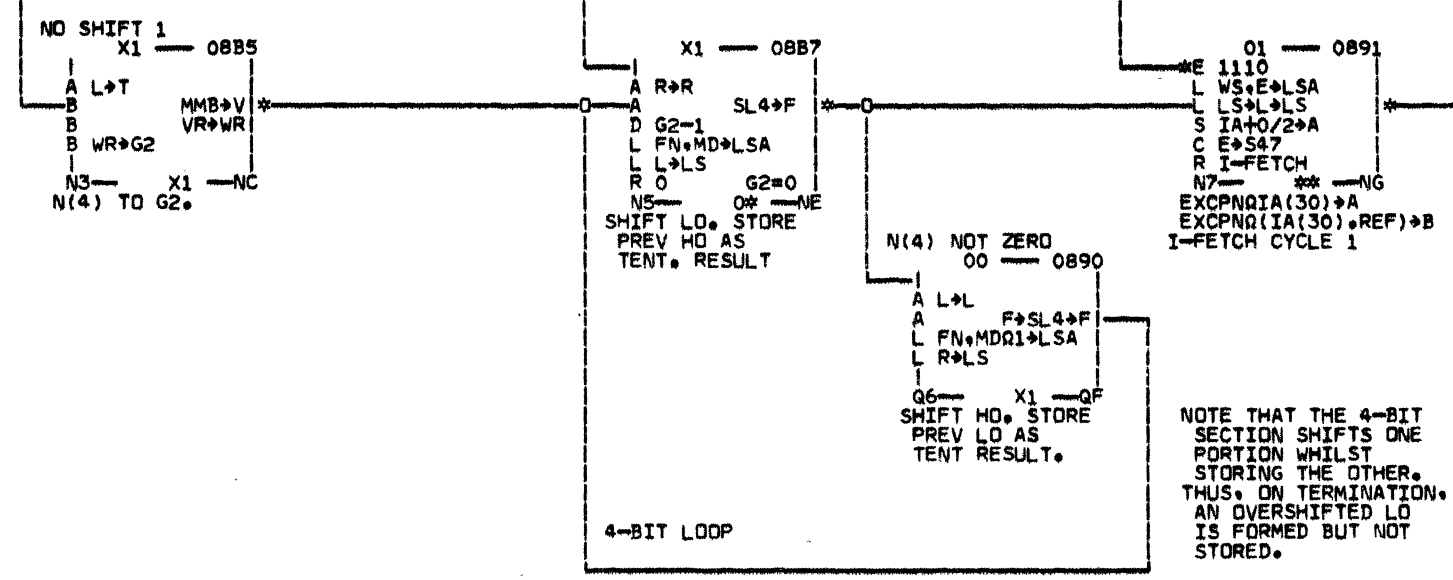 NO SHIFT 1
X1 — 08B5
A L→T
B MMB→V *
B VR→WR
B WR→G2
N3— X1 —NC
N(4) TO G2.
X1 — 08B7
A R→R
A SL4→F *
D G2-1
L FN.MD→LSA
L L→LS
R 0 G2=0
N5— 0* —NE
SHIFT LO. STORE
PREV HO AS
TENT. RESULT
01 — 0891
*E 1110
L WS.E→LSA
L LS→L→LS *
S IA+0/2→A
C E→S47
R I-FETCH
N7— ** —NG
EXCPNΩIA(30)→A
EXCPNΩ(IA(30).REF)→B
I-FETCH CYCLE 1
N(4) NOT ZERO
00 — 0890
A L→L
A F→SL4→F
L FN.MDΩ1→LSA
L R→LS
Q6— X1 —QF
SHIFT HO. STORE
PREV LO AS
TENT RESULT.
4-BIT LOOP
NOTE THAT THE 4-BIT
SECTION SHIFTS ONE
PORTION WHILST
STORING THE OTHER.
THUS. ON TERMINATION.
AN OVERSHIFTED LO
IS FORMED BUT NOT
STORED.